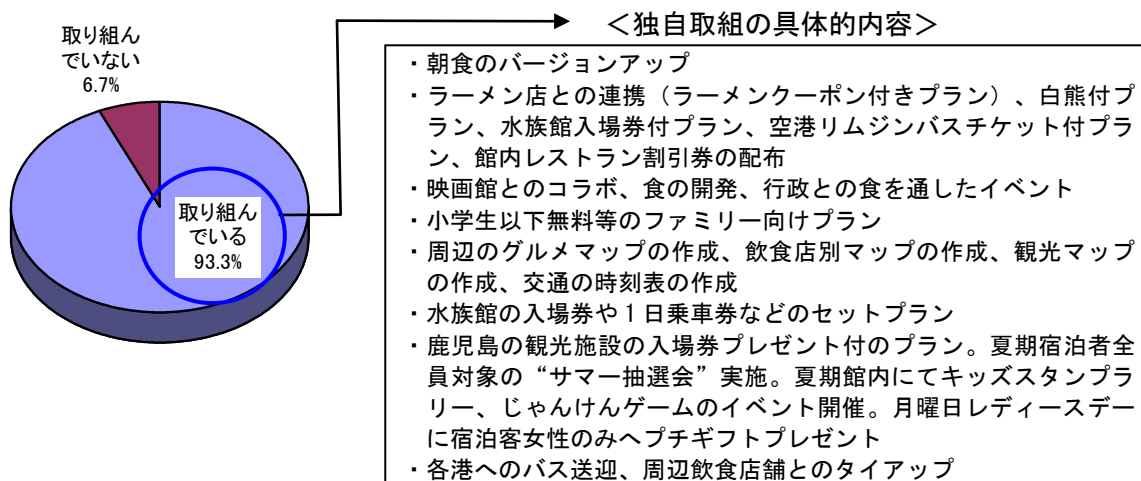 取り組ん
でいない
6.7%
取り組ん
でいる
93.3%
＜独自取組の具体的内容＞
・朝食のバージョンアップ
・ラーメン店との連携（ラーメンクーポン付きプラン）、白熊付プ
ラン、水族館入場券付プラン、空港リムジンバスチケット付プラ
ン、館内レストラン割引券の配布
・映画館とのコラボ、食の開発、行政との食を通したイベント
・小学生以下無料等のファミリー向けプラン
・周辺のグルメマップの作成、飲食店別マップの作成、観光マップ
の作成、交通の時刻表の作成
・水族館の入場券や１日乗車券などのセットプラン
・鹿児島の観光施設の入場券プレゼント付のプラン。夏期宿泊者全
員対象の“サマー抽選会”実施。夏期館内にてキッズスタンプラ
リー、じゃんけんゲームのイベント開催。月曜日レディースデー
に宿泊客女性のみへプチギフトプレゼント
・各港へのバス送迎、周辺飲食店舗とのタイアップ